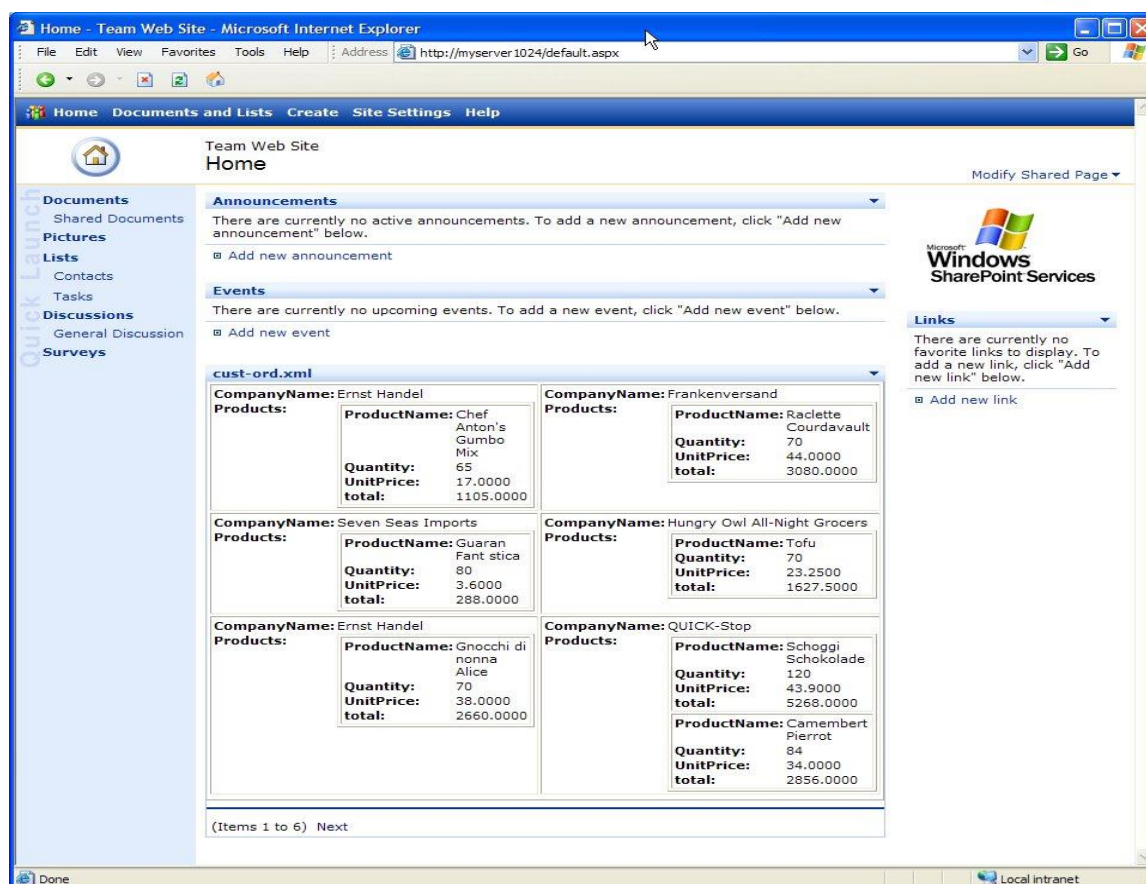 Home - Team Web Site - Microsoft Internet Explorer
File Edit View Favorites Tools Help Address http://myserver1024/default.aspx Go
Home Documents and Lists Create Site Settings Help
Team Web Site
Home
Modify Shared Page
Quick Launch
Documents
Shared Documents
Pictures
Lists
Contacts
Tasks
Discussions
General Discussion
Surveys
Announcements
There are currently no active announcements. To add a new announcement, click "Add new
announcement" below.
Add new announcement
Events
There are currently no upcoming events. To add a new event, click "Add new event" below.
Add new event
cust-ord.xml
CompanyName: Ernst Handel
Products:
ProductName: Chef
Anton's
Gumbo
Mix
Quantity: 65
UnitPrice: 17.0000
total: 1105.0000
CompanyName: Frankenversand
Products:
ProductName: Raclette
Courdavault
Quantity: 70
UnitPrice: 44.0000
total: 3080.0000
CompanyName: Seven Seas Imports
Products:
ProductName: Guaran
Fant stica
Quantity: 80
UnitPrice: 3.6000
total: 288.0000
CompanyName: Hungry Owl All-Night Grocers
Products:
ProductName: Tofu
Quantity: 70
UnitPrice: 23.2500
total: 1627.5000
CompanyName: Ernst Handel
Products:
ProductName: Gnocchi di
nonna
Alice
Quantity: 70
UnitPrice: 38.0000
total: 2660.0000
CompanyName: QUICK-Stop
Products:
ProductName: Schoggi
Schokolade
Quantity: 120
UnitPrice: 43.9000
total: 5268.0000
ProductName: Camembert
Pierrot
Quantity: 84
UnitPrice: 34.0000
total: 2856.0000
(Items 1 to 6) Next
Microsoft
Windows
SharePoint Services
Links
There are currently no
favorite links to display. To
add a new link, click "Add
new link" below.
Add new link
Done
Local intranet